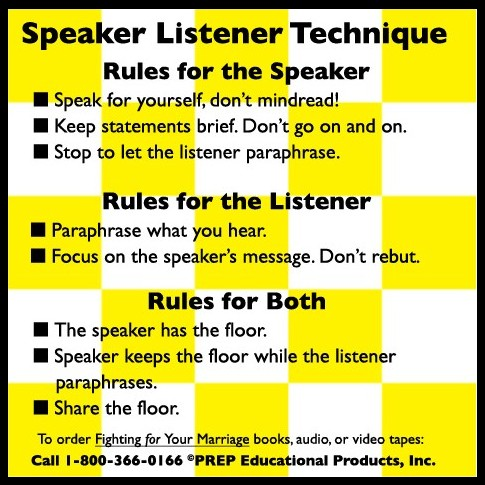 Speaker Listener Technique
Rules for the Speaker
■ Speak for yourself, don't mindread!
■ Keep statements brief. Don't go on and on.
■ Stop to let the listener paraphrase.
Rules for the Listener
■ Paraphrase what you hear.
■ Focus on the speaker's message. Don't rebut.
Rules for Both
■ The speaker has the floor.
■ Speaker keeps the floor while the listener
paraphrases.
■ Share the floor.
To order Fighting for Your Marriage books, audio, or video tapes:
Call 1-800-366-0166 ©PREP Educational Products, Inc.